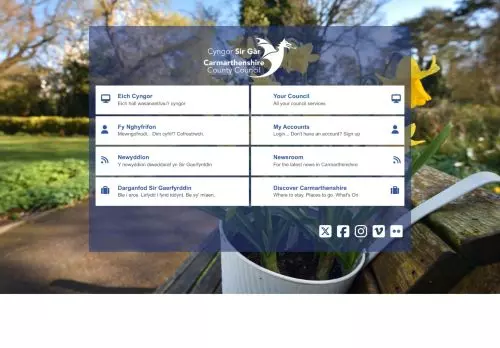 Cyngor Sir Gâr
Carmarthenshire
County Council
Eich Cyngor
Eich holl wasanaethau'r cyngor
Your Council
All your council services
Fy Nghyfrifon
Mewngofnodi... Dim cyfrif? Cofrestrwch.
My Accounts
Login... Don't have an account? Sign up
Newyddion
Y newyddion diweddaraf yn Sir Gaerfyrddin
Newsroom
For the latest news in Carmarthenshire
Darganfod Sir Gaerfyrddin
Ble i aros. Lefydd i fynd iddynt. Be sy' mlaen.
Discover Carmarthenshire
Where to stay. Places to go. What's On